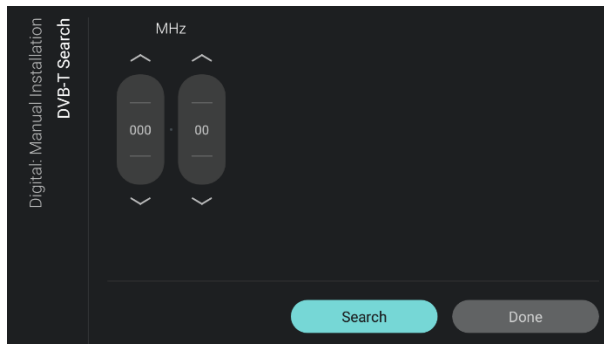 Digital: Manual Installation
DVB-T Search
MHz
000 . 00
Search
Done